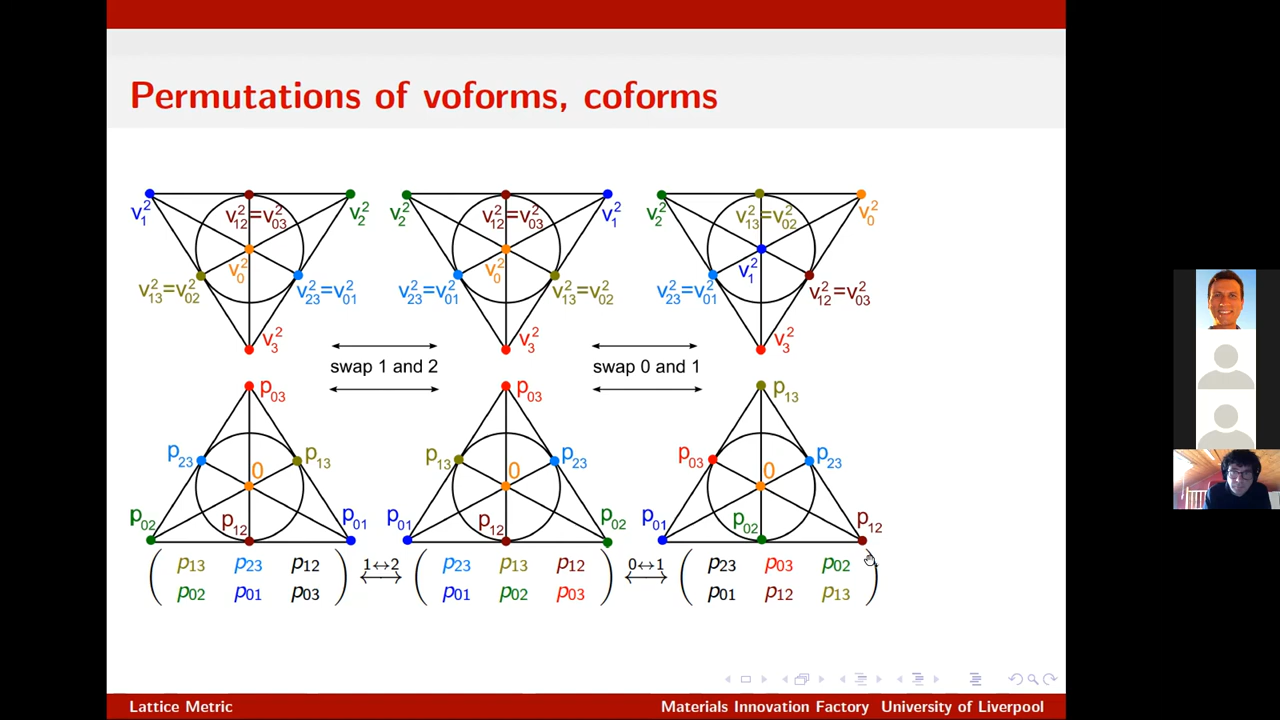 Permutations of voforms, coforms
v₁² v₁₂²=v₀₃² v₂² v₂² v₁₂²=v₀₃² v₁² v₂² v₁₃²=v₀₂² v₀²
v₀² v₀² v₁²
v₁₃²=v₀₂² v₂₃²=v₀₁² v₂₃²=v₀₁² v₁₃²=v₀₂² v₂₃²=v₀₁² v₁₂²=v₀₃²
v₃² v₃² v₃²
swap 1 and 2 swap 0 and 1
p₀₃ p₀₃ p₁₃
p₂₃ 0 p₁₃ p₁₃ 0 p₂₃ p₀₃ 0 p₂₃
p₀₂ p₁₂ p₀₁ p₀₁ p₁₂ p₀₂ p₀₁ p₀₂ p₁₂
( p₁₃ p₂₃ p₁₂ ) 1↔2 ( p₂₃ p₁₃ p₁₂ ) 0↔1 ( p₂₃ p₀₃ p₀₂ )
( p₀₂ p₀₁ p₀₃ ) ⟷ ( p₀₁ p₀₂ p₀₃ ) ⟷ ( p₀₁ p₁₂ p₁₃ )
Lattice Metric Materials Innovation Factory University of Liverpool